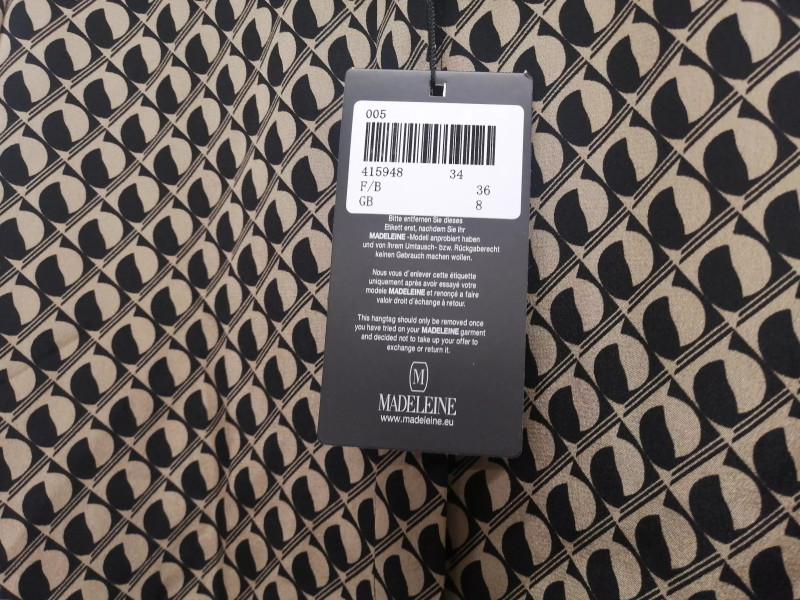 005
415948 34
F/B 36
GB 8
Bitte entfernen Sie dieses
Etikett erst, nachdem Sie Ihr
MADELEINE -Modell anprobiert haben
und von Ihrem Umtausch- bzw. Rückgaberecht
keinen Gebrauch machen wollen.
Nous vous d'enlever cette étiquette
uniquement après avoir essayé votre
modele MADELEINE et renonçé a faire
valoir droit d'échange à retour.
This hangtag should only be removed once
you have tried on your MADELEINE garment
and decided not to take up your offer to
exchange or return it.
M
MADELEINE
www.madeleine.eu